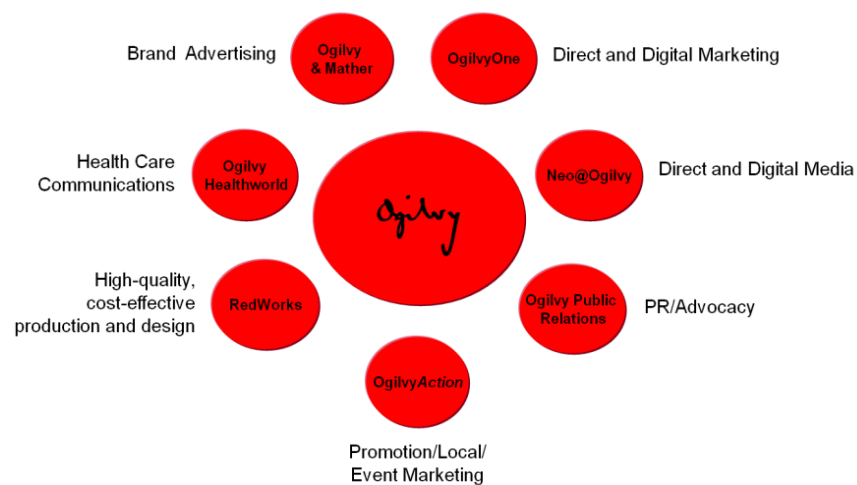 Brand Advertising
Ogilvy
& Mather
OgilvyOne
Direct and Digital Marketing
Health Care
Communications
Ogilvy
Healthworld
Ogilvy
Neo@Ogilvy
Direct and Digital Media
High-quality,
cost-effective
production and design
RedWorks
Ogilvy Public
Relations
PR/Advocacy
OgilvyAction
Promotion/Local/
Event Marketing